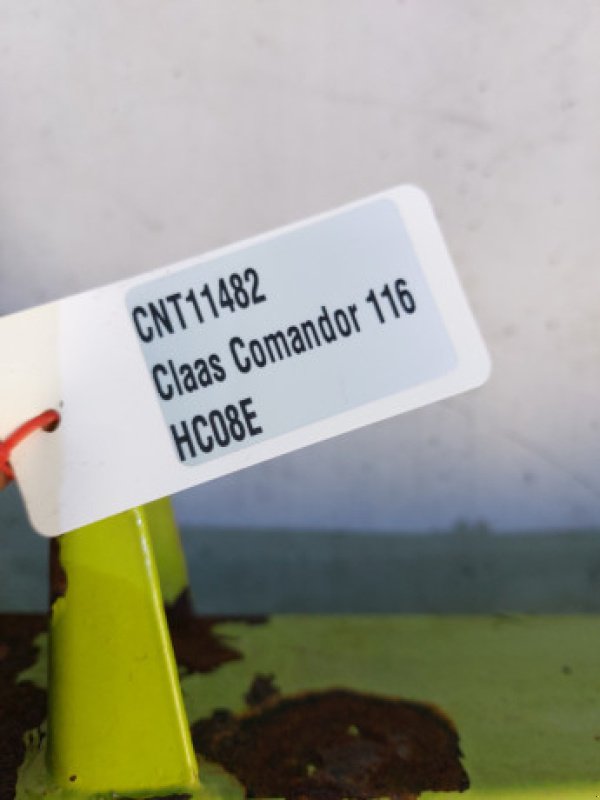 CNT11482
Claas Comandor 116
HC08E